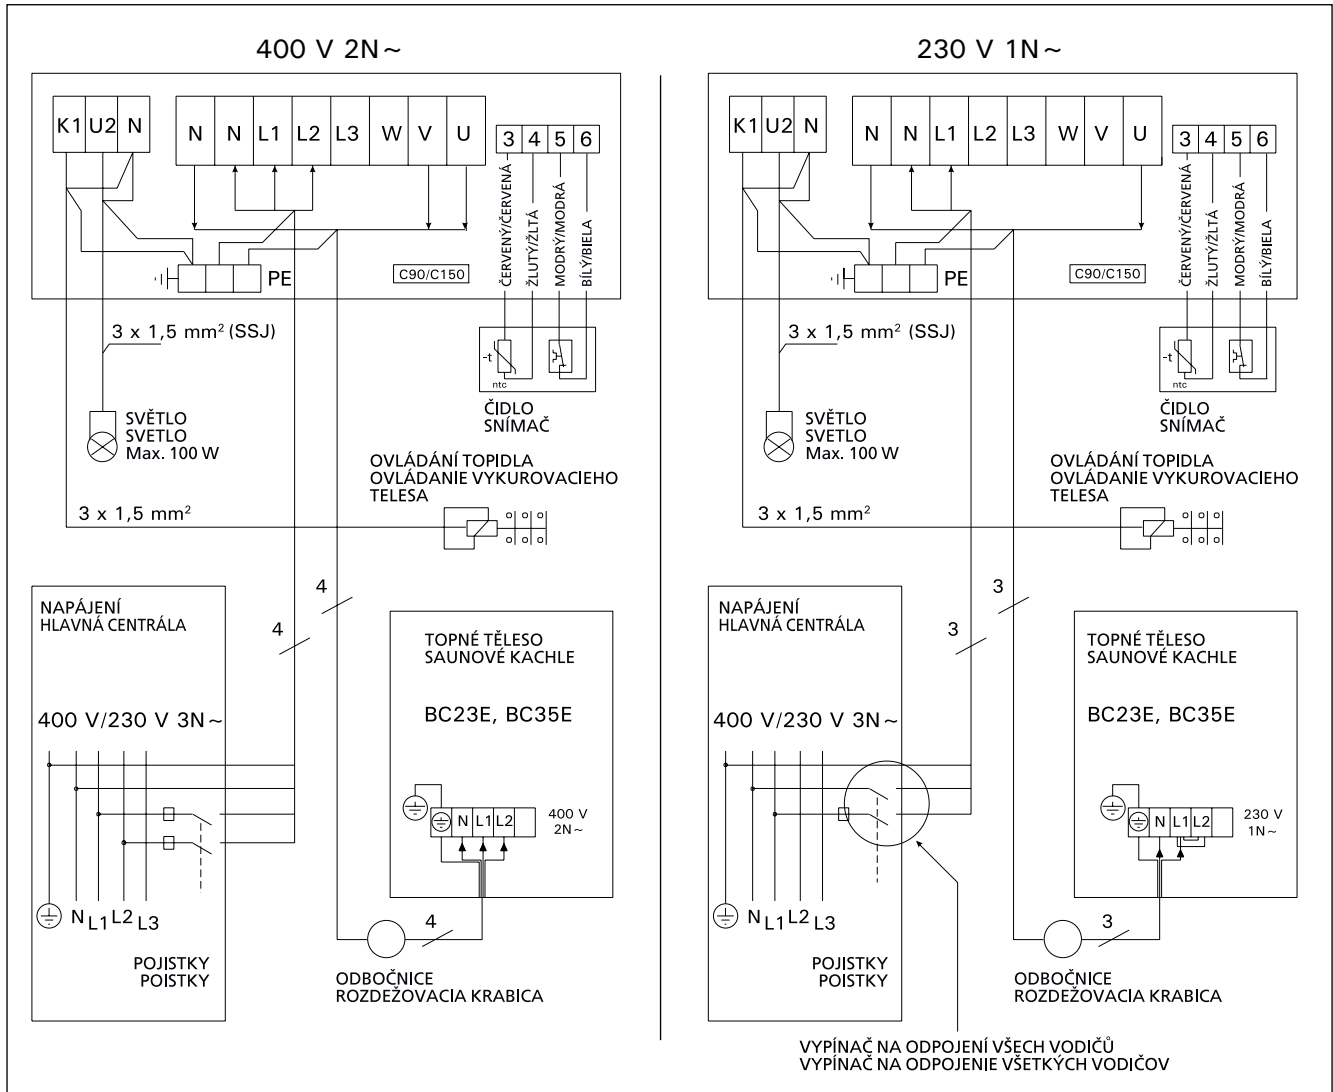 400 V 2N~
K1 U2 N
N N L1 L2 L3 W V U
3 4 5 6
ČERVENÝ/ČERVENÁ
ŽLUTÝ/ŽLTÁ
MODRÝ/MODRÁ
BÍLÝ/BIELA
PE
C90/C150
3 x 1,5 mm² (SSJ)
-t
ntc
ČIDLO
SNÍMAČ
SVĚTLO
SVETLO
Max. 100 W
OVLÁDÁNÍ TOPIDLA
OVLÁDANIE VYKUROVACIEHO
TELESA
3 x 1,5 mm²
4
4
NAPÁJENÍ
HLAVNÁ CENTRÁLA
400 V/230 V 3N~
N L1 L2 L3
POJISTKY
POISTKY
TOPNÉ TĚLESO
SAUNOVÉ KACHLE
BC23E, BC35E
N L1 L2
400 V
2N~
4
ODBOČNICE
ROZDEŽOVACIA KRABICA
230 V 1N~
K1 U2 N
N N L1 L2 L3 W V U
3 4 5 6
ČERVENÝ/ČERVENÁ
ŽLUTÝ/ŽLTÁ
MODRÝ/MODRÁ
BÍLÝ/BIELA
PE
C90/C150
3 x 1,5 mm² (SSJ)
-t
ntc
ČIDLO
SNÍMAČ
SVĚTLO
SVETLO
Max. 100 W
OVLÁDÁNÍ TOPIDLA
OVLÁDANIE VYKUROVACIEHO
TELESA
3 x 1,5 mm²
3
3
NAPÁJENÍ
HLAVNÁ CENTRÁLA
400 V/230 V 3N~
N L1 L2 L3
POJISTKY
POISTKY
TOPNÉ TĚLESO
SAUNOVÉ KACHLE
BC23E, BC35E
N L1 L2
230 V
1N~
3
ODBOČNICE
ROZDEŽOVACIA KRABICA
VYPÍNAČ NA ODPOJENÍ VŠECH VODIČŮ
VYPÍNAČ NA ODPOJENIE VŠETKÝCH VODIČOV